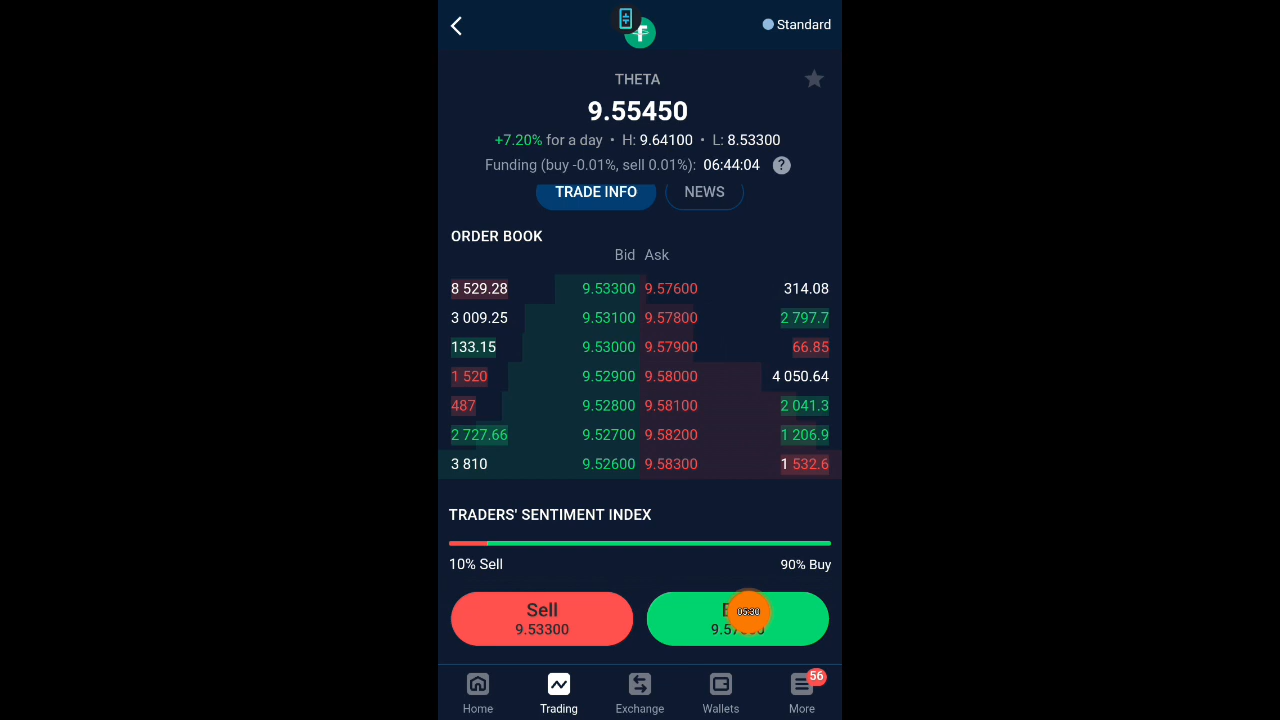 Standard
THETA
9.55450
+7.20% for a day • H: 9.64100 • L: 8.53300
Funding (buy -0.01%, sell 0.01%): 06:44:04 ?
TRADE INFO NEWS
ORDER BOOK
Bid Ask
8 529.28 9.53300 9.57600 314.08
3 009.25 9.53100 9.57800 2 797.7
133.15 9.53000 9.57900 66.85
1 520 9.52900 9.58000 4 050.64
487 9.52800 9.58100 2 041.3
2 727.66 9.52700 9.58200 1 206.9
3 810 9.52600 9.58300 1 532.6
TRADERS' SENTIMENT INDEX
10% Sell 90% Buy
Sell
05:30
9.53300
Home Trading Exchange Wallets More
56